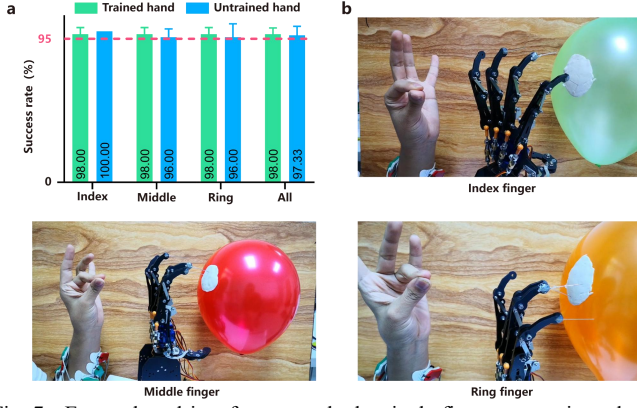 a
Trained hand
Untrained hand
b
95
Success rate (%)
0
98.00
100.00
98.00
96.00
98.00
96.00
98.00
97.33
Index
Middle
Ring
All
Index finger
Middle finger
Ring finger